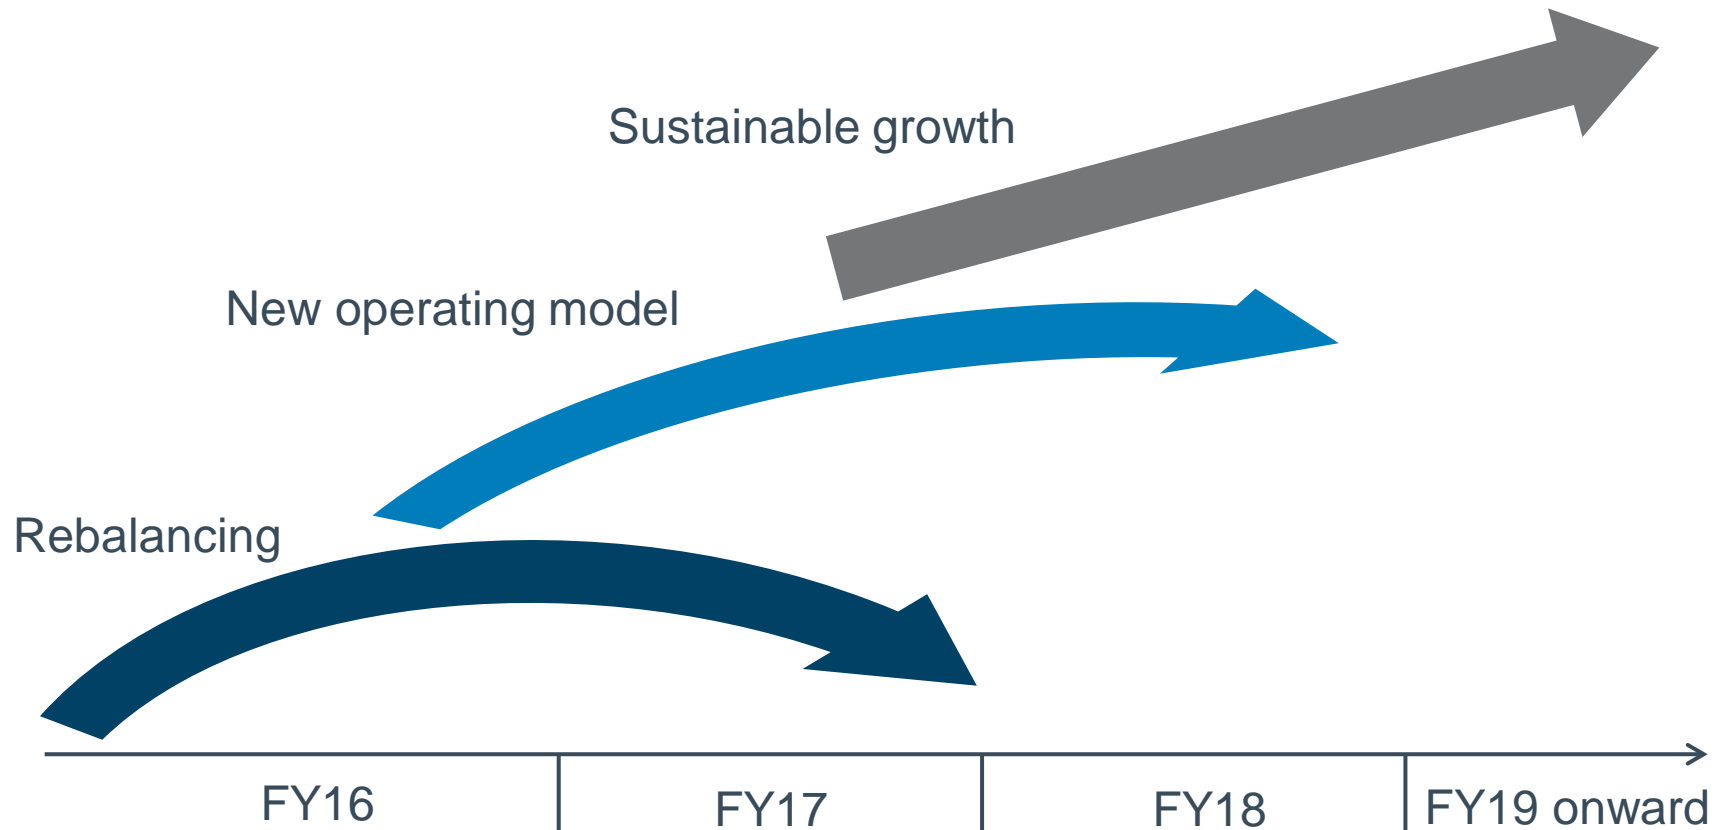 Sustainable growth
New operating model
Rebalancing
FY16
FY17
FY18
FY19 onward